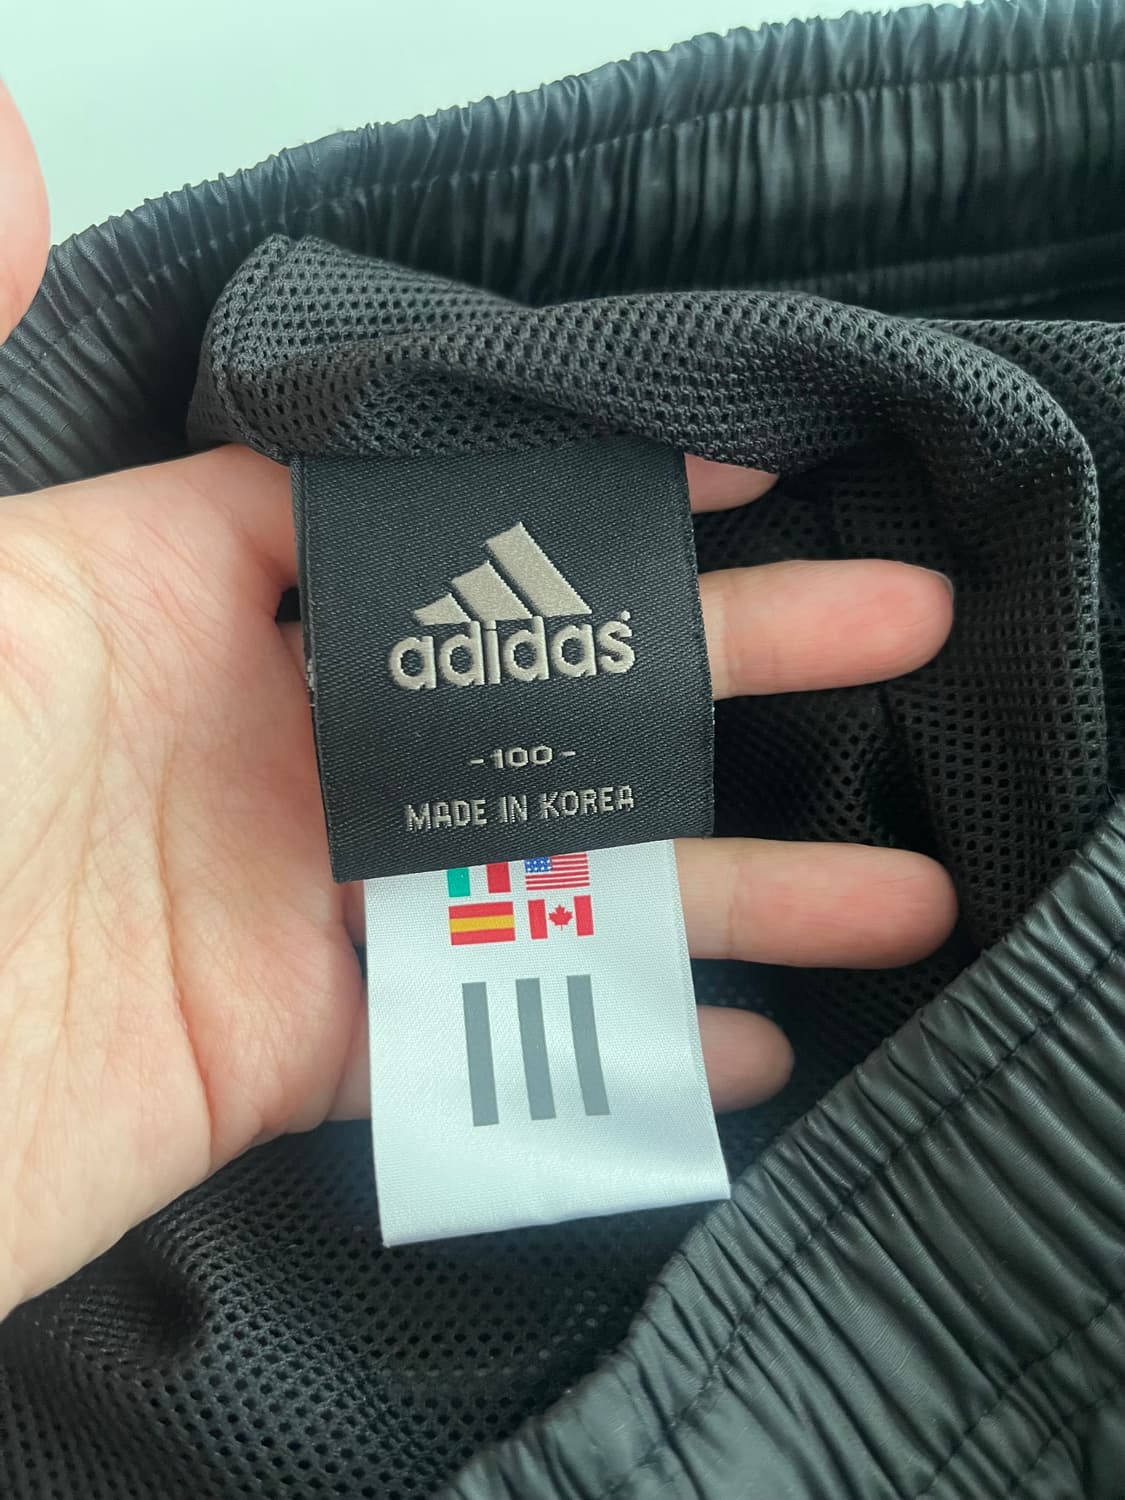 adidas
-100-
MADE IN KOREA